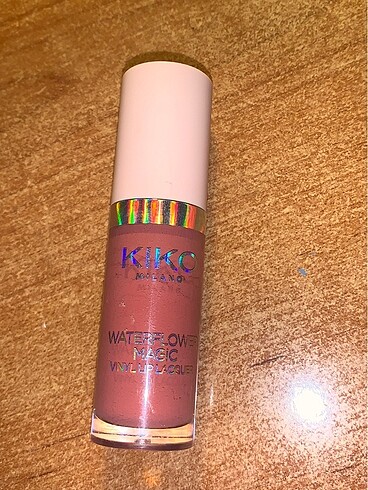 KIKO
MILANO
WATERFLOWER
MAGIC
VINYL LIP LACQUER